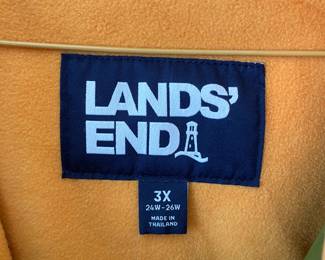 LANDS'
END
3X
24W-26W
MADE IN
THAILAND